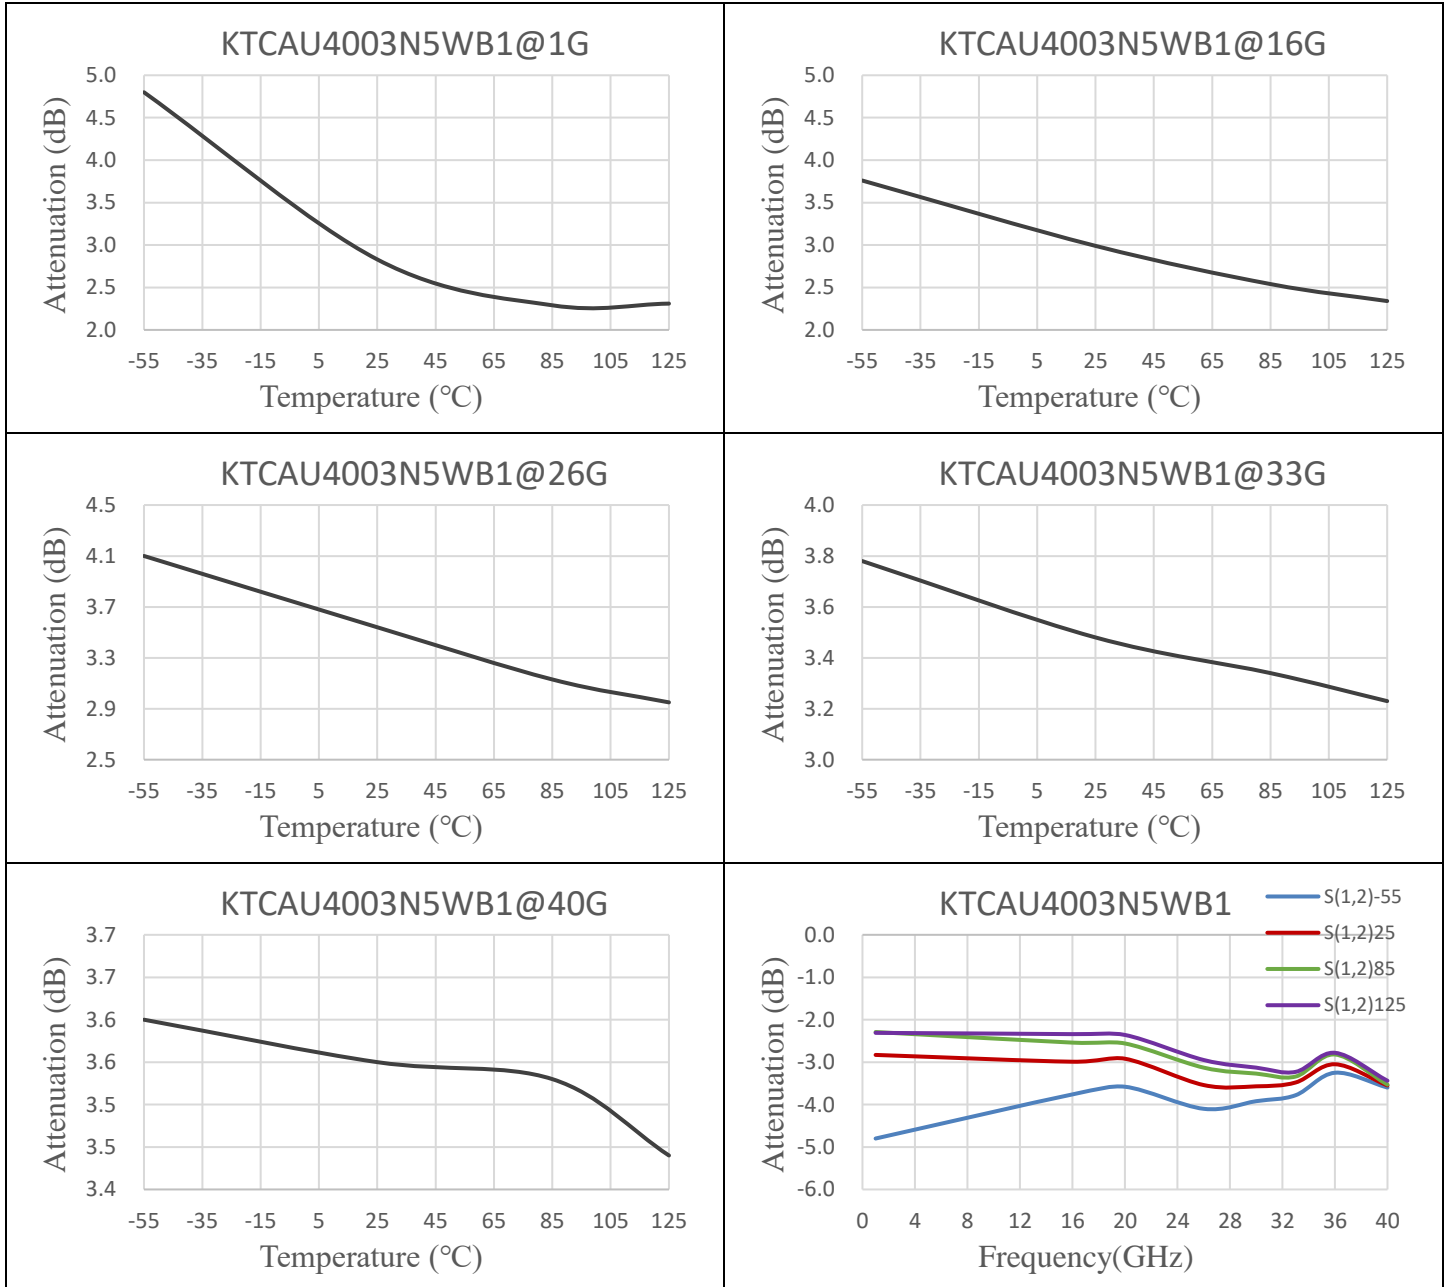 KTCAU4003N5WB1@1G
Attenuation (dB)
5.0
4.5
4.0
3.5
3.0
2.5
2.0
-55 -35 -15 5 25 45 65 85 105 125
Temperature (℃)
KTCAU4003N5WB1@16G
Attenuation (dB)
5.0
4.5
4.0
3.5
3.0
2.5
2.0
-55 -35 -15 5 25 45 65 85 105 125
Temperature (℃)
KTCAU4003N5WB1@26G
Attenuation (dB)
4.5
4.1
3.7
3.3
2.9
2.5
-55 -35 -15 5 25 45 65 85 105 125
Temperature (℃)
KTCAU4003N5WB1@33G
Attenuation (dB)
4.0
3.8
3.6
3.4
3.2
3.0
-55 -35 -15 5 25 45 65 85 105 125
Temperature (℃)
KTCAU4003N5WB1@40G
Attenuation (dB)
3.7
3.7
3.6
3.6
3.5
3.5
3.4
-55 -35 -15 5 25 45 65 85 105 125
Temperature (℃)
KTCAU4003N5WB1
S(1,2)-55
S(1,2)25
S(1,2)85
S(1,2)125
Attenuation (dB)
0.0
-1.0
-2.0
-3.0
-4.0
-5.0
-6.0
0 4 8 12 16 20 24 28 32 36 40
Frequency(GHz)